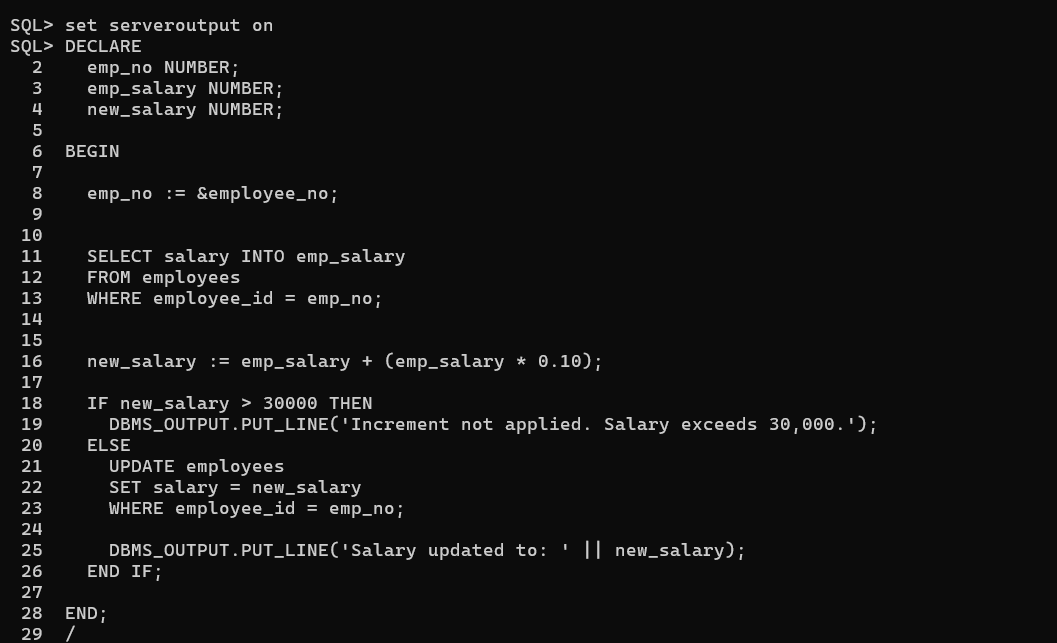 SQL> set serveroutput on
SQL> DECLARE
  2    emp_no NUMBER;
  3    emp_salary NUMBER;
  4    new_salary NUMBER;
  5
  6  BEGIN
  7
  8    emp_no := &employee_no;
  9
 10
 11    SELECT salary INTO emp_salary
 12    FROM employees
 13    WHERE employee_id = emp_no;
 14
 15
 16    new_salary := emp_salary + (emp_salary * 0.10);
 17
 18    IF new_salary > 30000 THEN
 19      DBMS_OUTPUT.PUT_LINE('Increment not applied. Salary exceeds 30,000.');
 20    ELSE
 21      UPDATE employees
 22      SET salary = new_salary
 23      WHERE employee_id = emp_no;
 24
 25      DBMS_OUTPUT.PUT_LINE('Salary updated to: ' || new_salary);
 26    END IF;
 27
 28  END;
 29  /